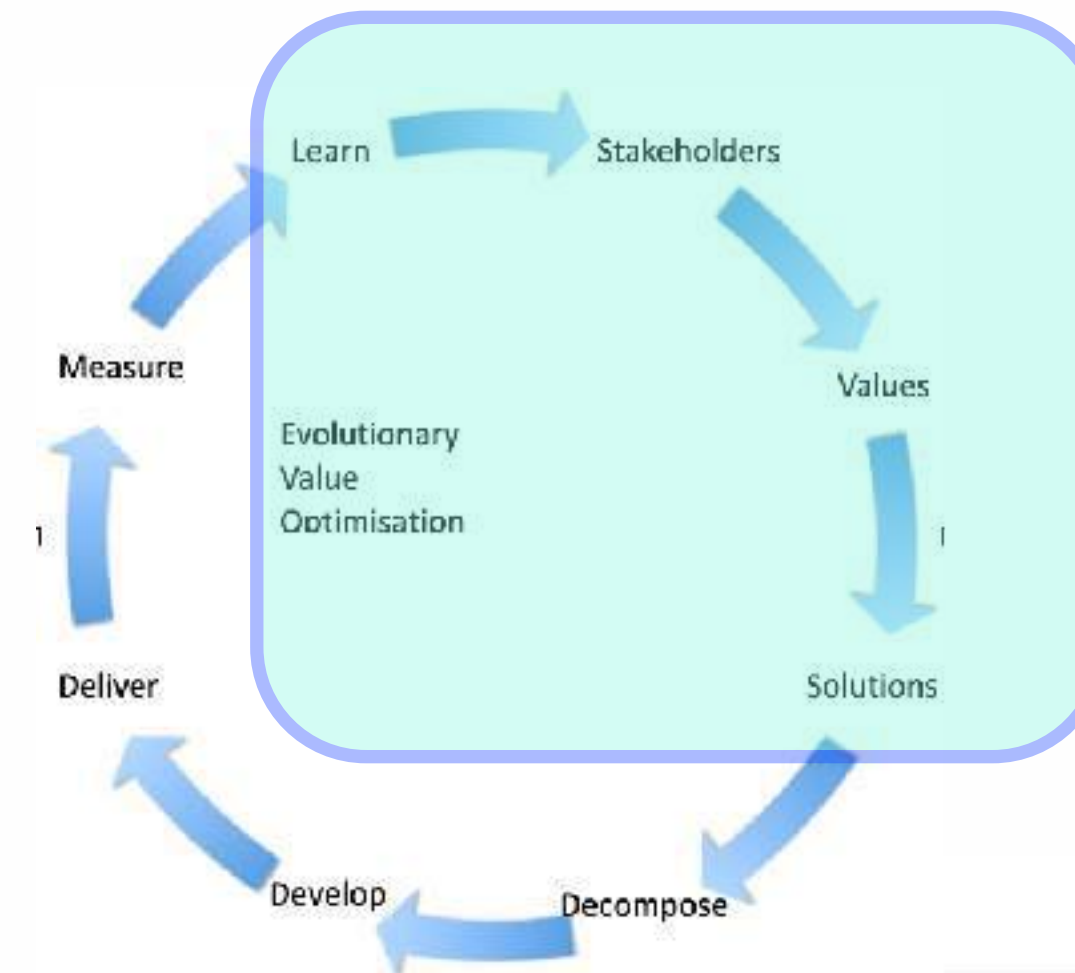 Learn
Stakeholders
Measure
Values
Evolutionary
Value
Optimisation
Deliver
Solutions
Develop
Decompose